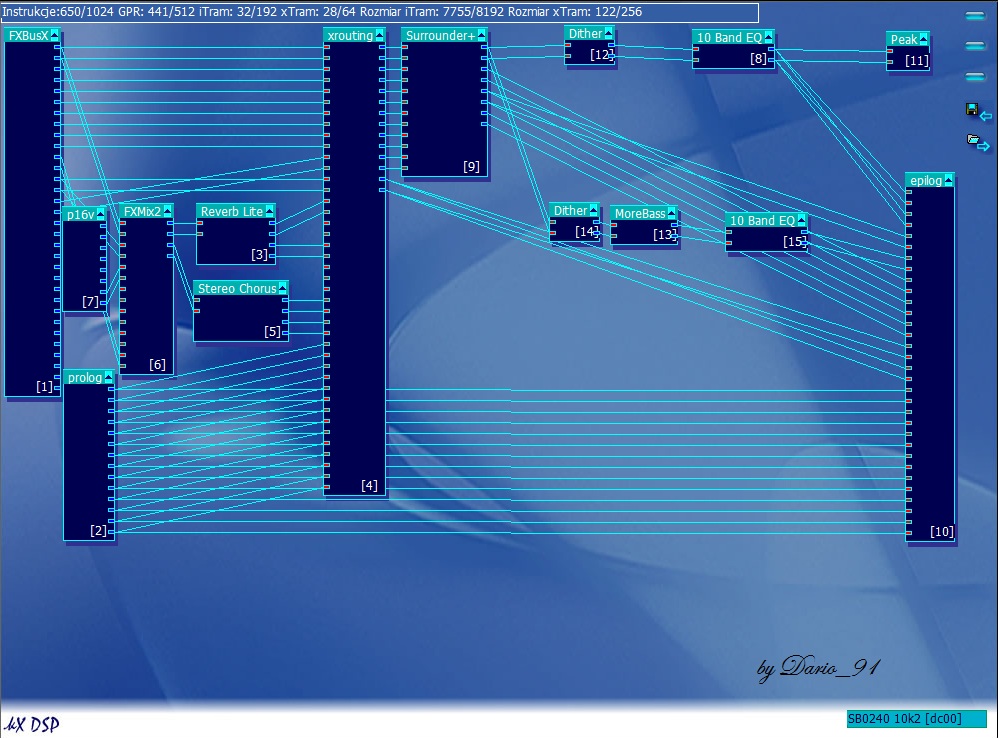 Instrukcje:650/1024 GPR: 441/512 iTram: 32/192 xTram: 28/64 Rozmiar iTram: 7755/8192 Rozmiar xTram: 122/256
FXBusX
[1]
xrouting
[4]
Surrounder+
[9]
Dither
[12]
10 Band EQ
[8]
Peak
[11]
epilog
[10]
p16v
[7]
FXMix2
[6]
Reverb Lite
[3]
Dither
[14]
MoreBass
[13]
10 Band EQ
[15]
Stereo Chorus
[5]
prolog
[2]
by Dario_91
kX DSP
SB0240 10k2 [dc00]